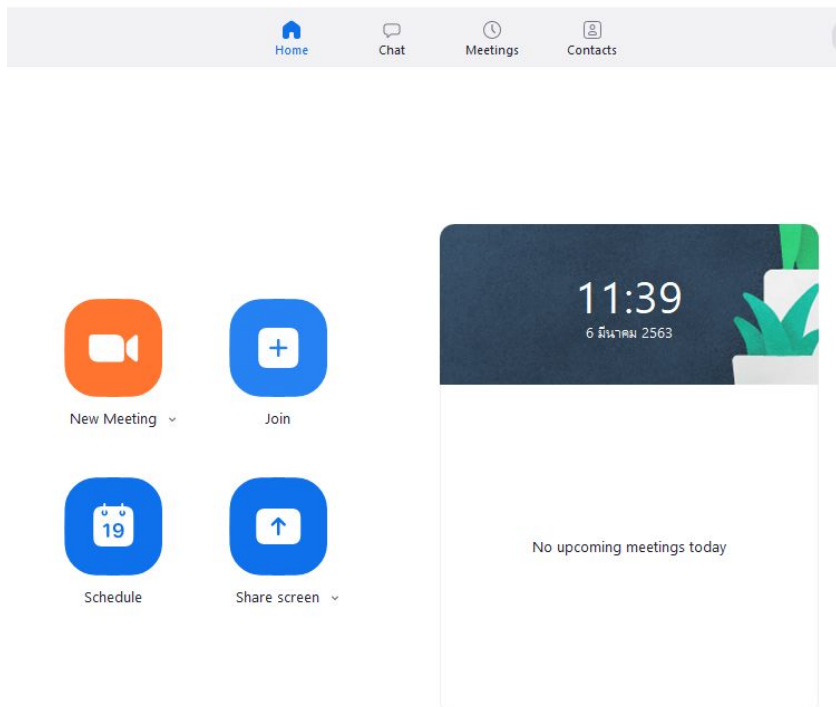 Home Chat Meetings Contacts
11:39
6 มีนาคม 2563
New Meeting Join
19
Schedule Share screen
No upcoming meetings today